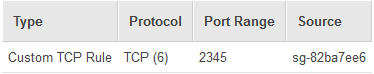 Type Protocol Port Range Source
Custom TCP Rule TCP (6) 2345 sg-82ba7ee6